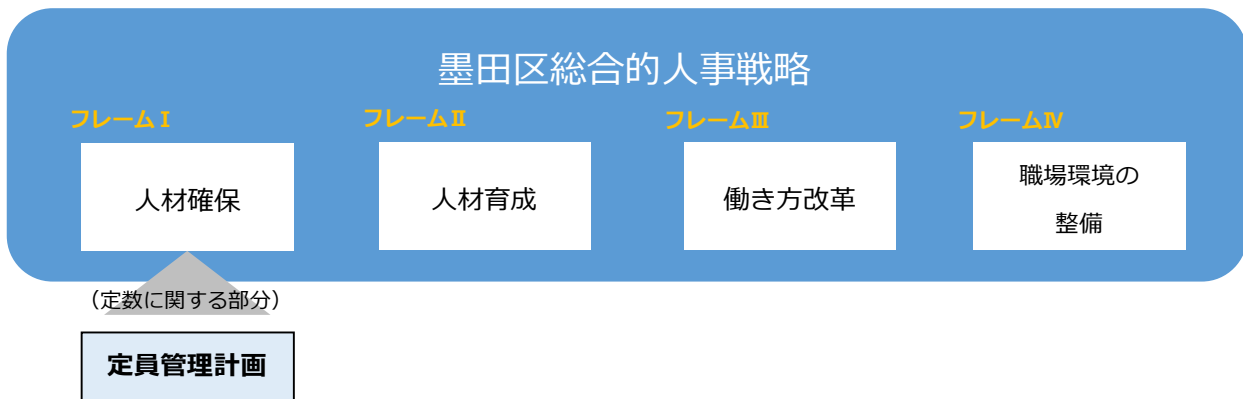 墨田区総合的人事戦略
フレームⅠ
フレームⅡ
フレームⅢ
フレームⅣ
人材確保
人材育成
働き方改革
職場環境の
整備
（定数に関する部分）
定員管理計画